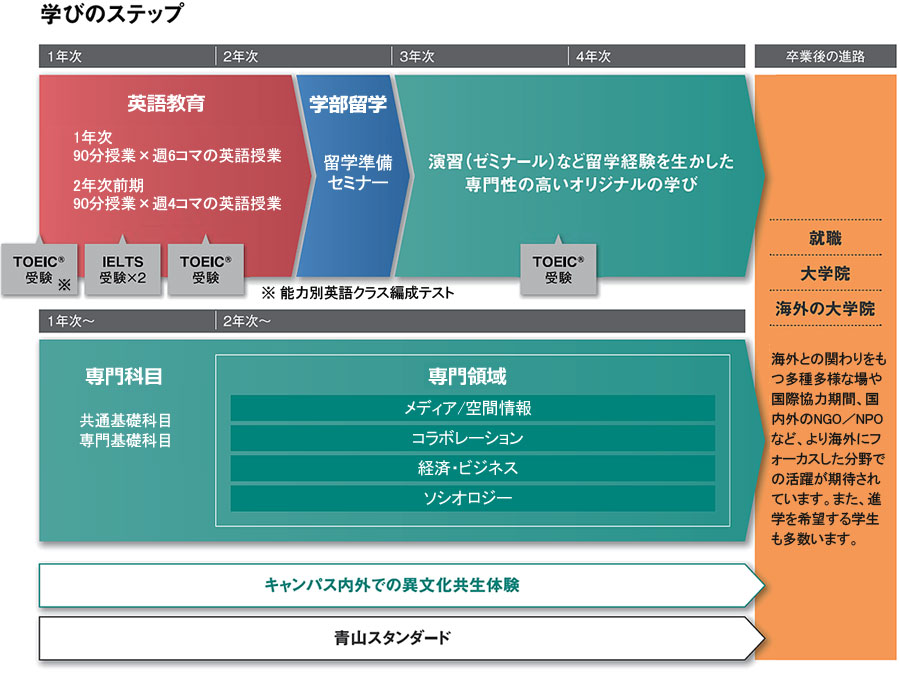 学びのステップ
1年次
2年次
3年次
4年次
卒業後の進路
英語教育
1年次
90分授業×週6コマの英語授業
2年次前期
90分授業×週4コマの英語授業
学部留学
留学準備
セミナー
演習（ゼミナール）など留学経験を生かした
専門性の高いオリジナルの学び
TOEIC®
受験 ※
IELTS
受験×2
TOEIC®
受験
TOEIC®
受験
※ 能力別英語クラス編成テスト
1年次〜
2年次〜
専門科目
共通基礎科目
専門基礎科目
専門領域
メディア/空間情報
コラボレーション
経済・ビジネス
ソシオロジー
キャンパス内外での異文化共生体験
青山スタンダード
就職
大学院
海外の大学院
海外との関わりをも
つ多種多様な場や
国際協力期間、国
内外のNGO／NPO
など、より海外にフ
ォーカスした分野で
の活躍が期待され
ています。また、進
学を希望する学生
も多数います。